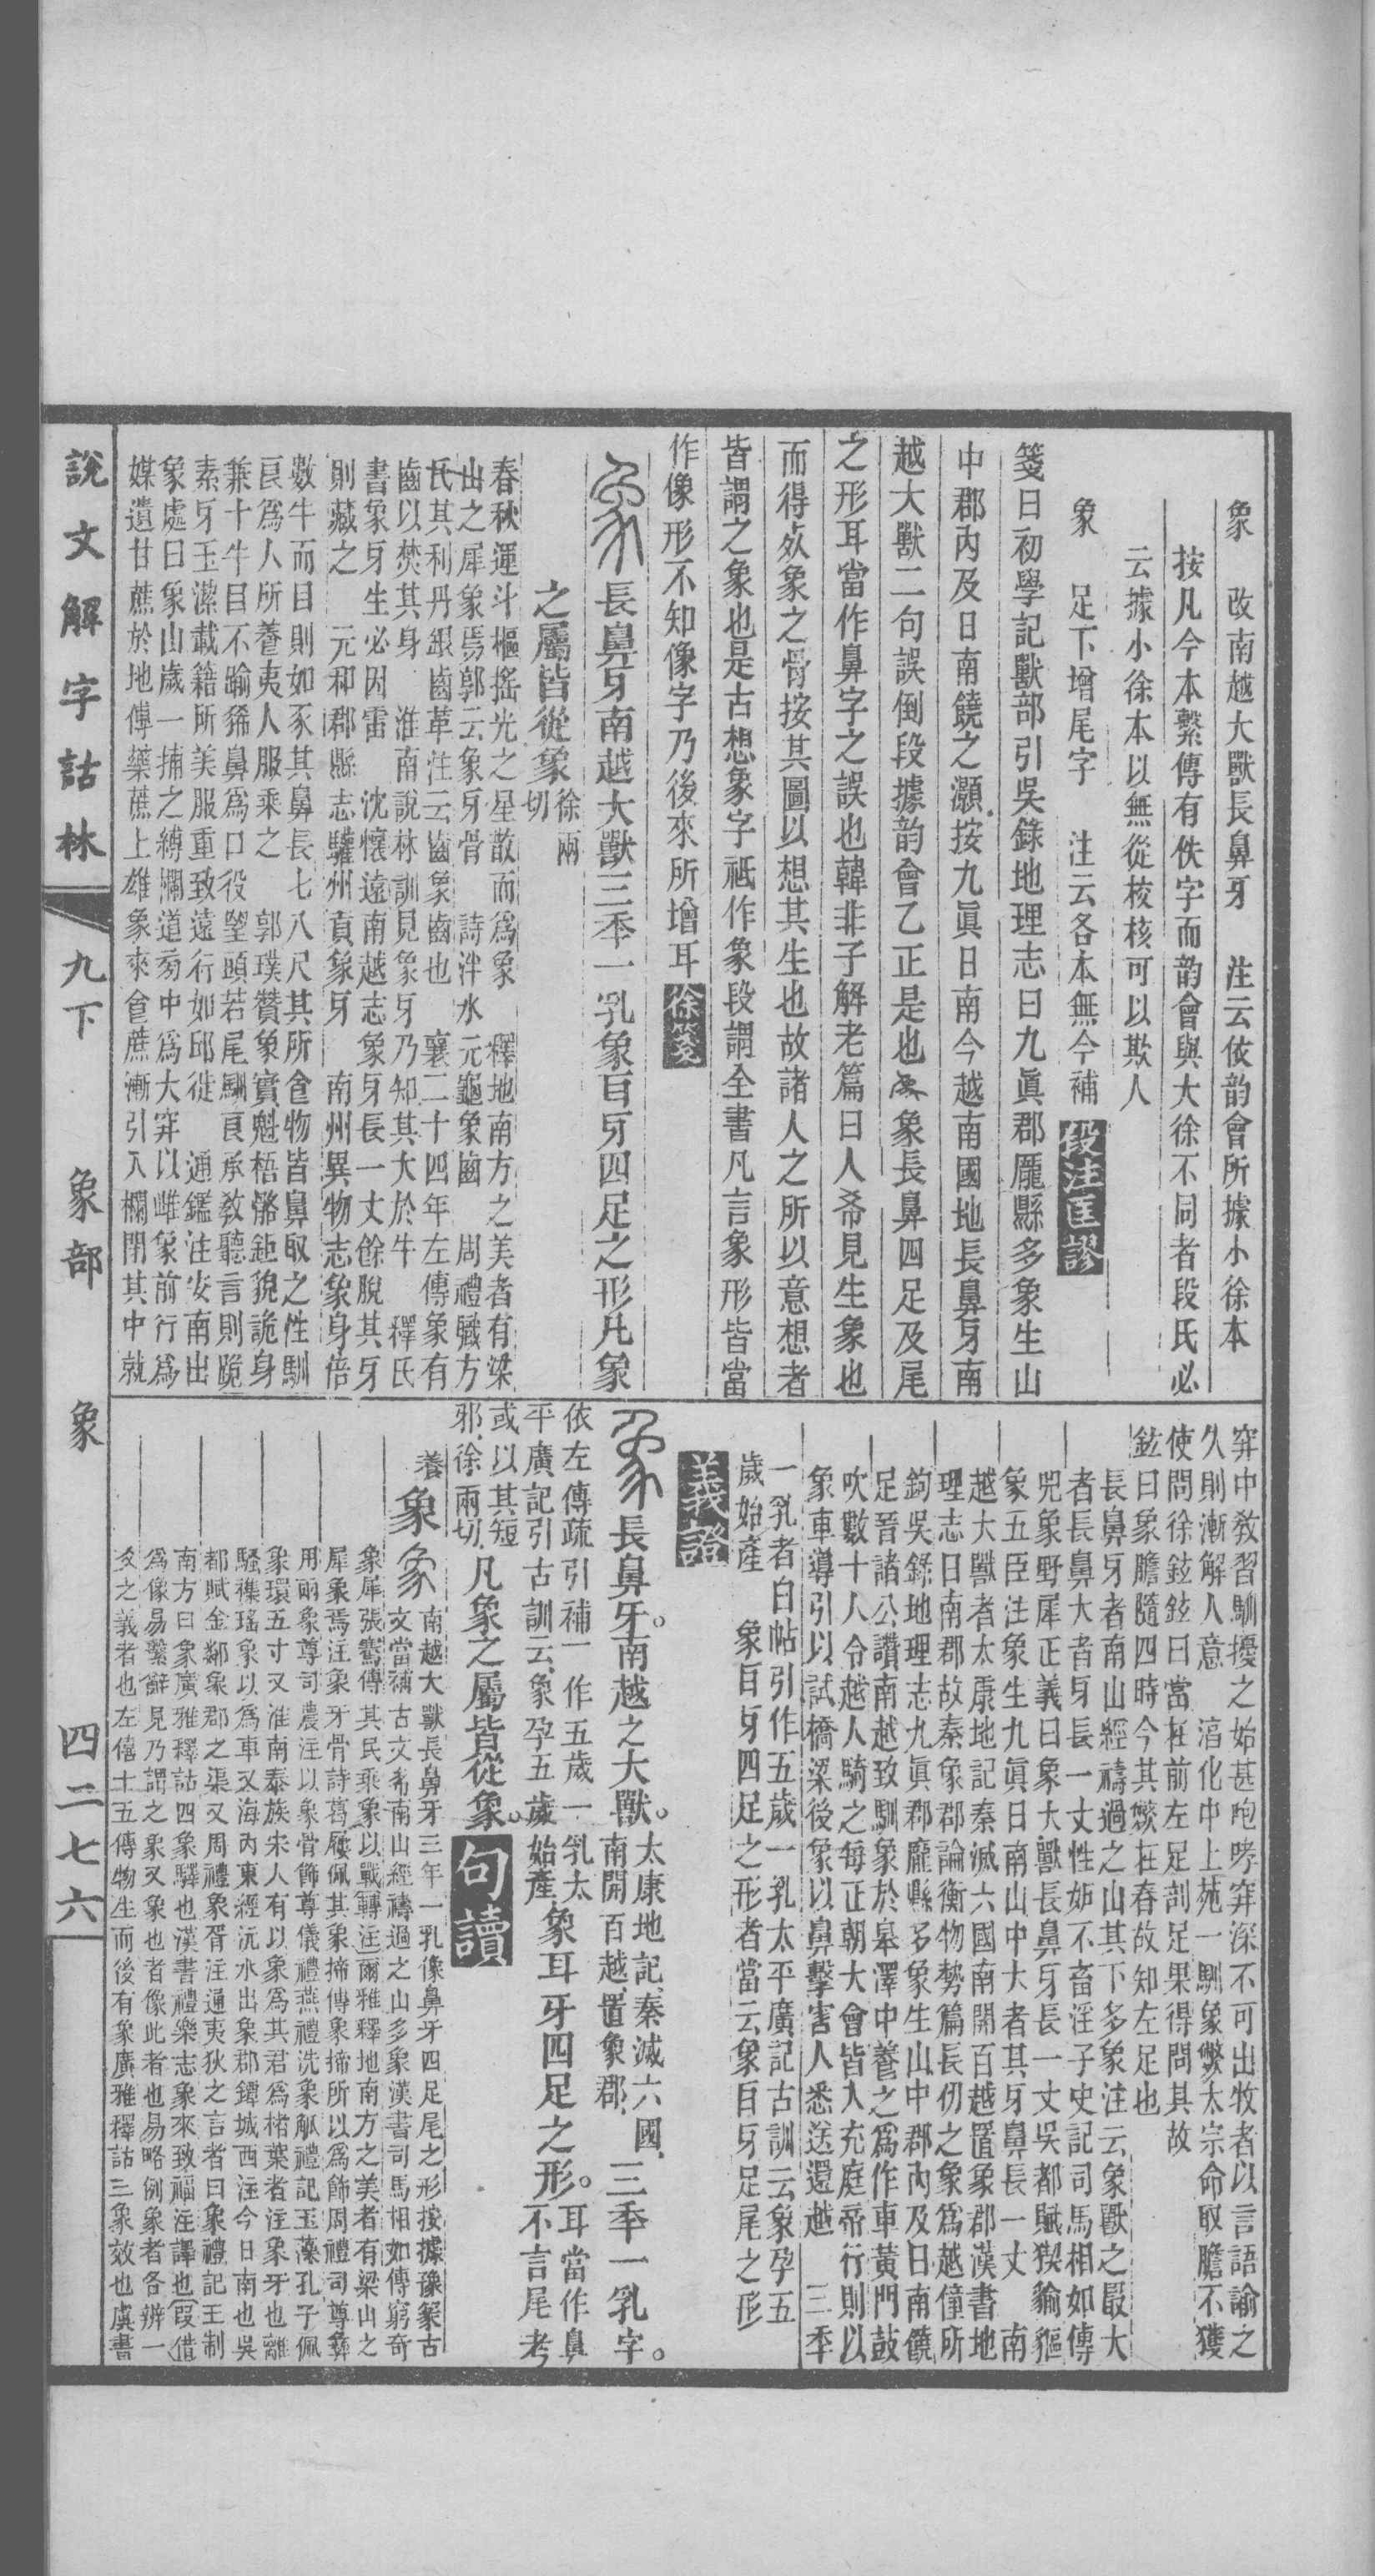 象　改南越大獸長鼻牙　注云依韵會所據小徐本
按凡今本繫傳有佚字而韵會與大徐不同者段氏必
云據小徐本以無從校核可以欺人
象　足下增尾字　注云各本無今補 段注匡謬
箋曰初學記獸部引吳錄地理志曰九眞郡龎縣多象生山
中郡內及日南饒之灝按九眞日南今越南國地長鼻牙南
越大獸二句誤倒段據韵會乙正是也象長鼻四足及尾
之形耳當作鼻字之誤也韓非子解老篇曰人希見生象也
而得死象之骨按其圖以想其生也故諸人之所以意想者
皆謂之象也是古想象字衹作象段謂全書凡言象形皆當
作像形不知像字乃後來所增耳 徐箋
長鼻牙南越大獸三秊一乳象耳牙四足之形凡象
之屬皆從象 徐兩
切
春秋運斗樞搖光之星散而爲象　釋地南方之美者有梁
山之犀象焉郭云象牙骨　詩泮水元龜象齒　周禮職方
氏其利丹銀齒革注云齒象齒也　襄二十四年左傳象有
齒以焚其身　淮南說林訓見象牙乃知其大於牛　釋氏
書象牙生必因雷　沈懷遠南越志象牙長一丈餘脫其牙
則藏之　元和郡縣志驩州貢象牙　南州異物志象身倍
數牛而目則如豕其鼻長七八尺其所食物皆鼻取之性馴
良爲人所養夷人服乘之　郭璞贊象實魁梧體鉅貌詭身
兼十牛目不踰豨鼻爲口役望頭若尾馴良承敎聽言則跪
素牙玉潔載籍所美服重致遠行如邱徙　通鑑注安南出
象處曰象山歲一捕之縛欄道旁中爲大穽以雌象前行爲
媒遺甘蔗於地傅藥蔗上雄象來食蔗漸引入欄閉其中就
穽中敎習馴擾之始甚咆哮穽深不可出牧者以言語諭之
久則漸解人意　淳化中上苑一馴象斃太宗命取膽不獲
使問徐鉉鉉曰當在前左足剖足果得問其故
鉉曰象膽隨四時今其斃在春故知左足也
長鼻牙者南山經禱過之山其下多象注云象獸之最大
者長鼻大者牙長一丈性妒不畜淫子史記司馬相如傳
兕象野犀正義曰象大獸長鼻牙長一丈吳都賦猰貐貙
象五臣注象生九眞日南山中大者其牙鼻長一丈　南
越大獸者太康地記秦滅六國南開百越置象郡漢書地
理志日南郡故秦象郡論衡物勢篇長仞之象爲越僮所
鉤吳錄地理志九眞郡龎縣多象生山中郡內及日南饒
足晉諸公讚南越致馴象於皋澤中養之爲作車黃門鼓
吹數十人令越人騎之每正朝大會皆入充庭帝行則以
象車導引以試橋梁後象以鼻擊害人悉送還越　三秊
一乳者白帖引作五歲一乳太平廣記古訓云象孕五
歲始產　象耳牙四足之形者當云象耳牙足尾之形
義證
長鼻牙。南越之大獸。太康地記、秦滅六國、
南開百越、置象郡、三秊一乳字。
依左傳疏引補一作五歲一乳太
平廣記引古訓云、象孕五歲始產、象耳牙四足之形。耳當作鼻
或以其短
邪、徐兩切、凡象之屬皆從象。不言尾考
句讀
養 象 南越大獸長鼻牙三年一乳像鼻牙四足尾之形按據豫篆古
文當補古文𤉢南山經禱過之山多象漢書司馬相如傳窮奇
象犀張騫傳其民乘象以戰轉注爾雅釋地南方之美者有梁山之
犀象焉注象牙骨詩葛屨佩其象揥傳象揥所以爲飾周禮司尊彝
用兩象尊司農注以象骨飾尊儀禮燕禮洗象觚禮記玉藻孔子佩
象環五寸又淮南泰族宋人有以象爲其君爲楮葉者注象牙也離
騷襍瑤象以爲車又海內東經沅水出象郡鐔城西注今日南也吳
都賦金鄰象郡之渠又周禮象胥注通夷狄之言者曰象禮記王制
南方曰象廣雅釋詁四象驛也漢書禮樂志象來致福注譯也(叚借)
爲像易繫辭見乃謂之象又象也者像此者也易略例象者各辨一
爻之義者也左僖十五傳物生而後有象廣雅釋詁三象效也虞書
說文解字詁林
九下
象部
象
四二七六